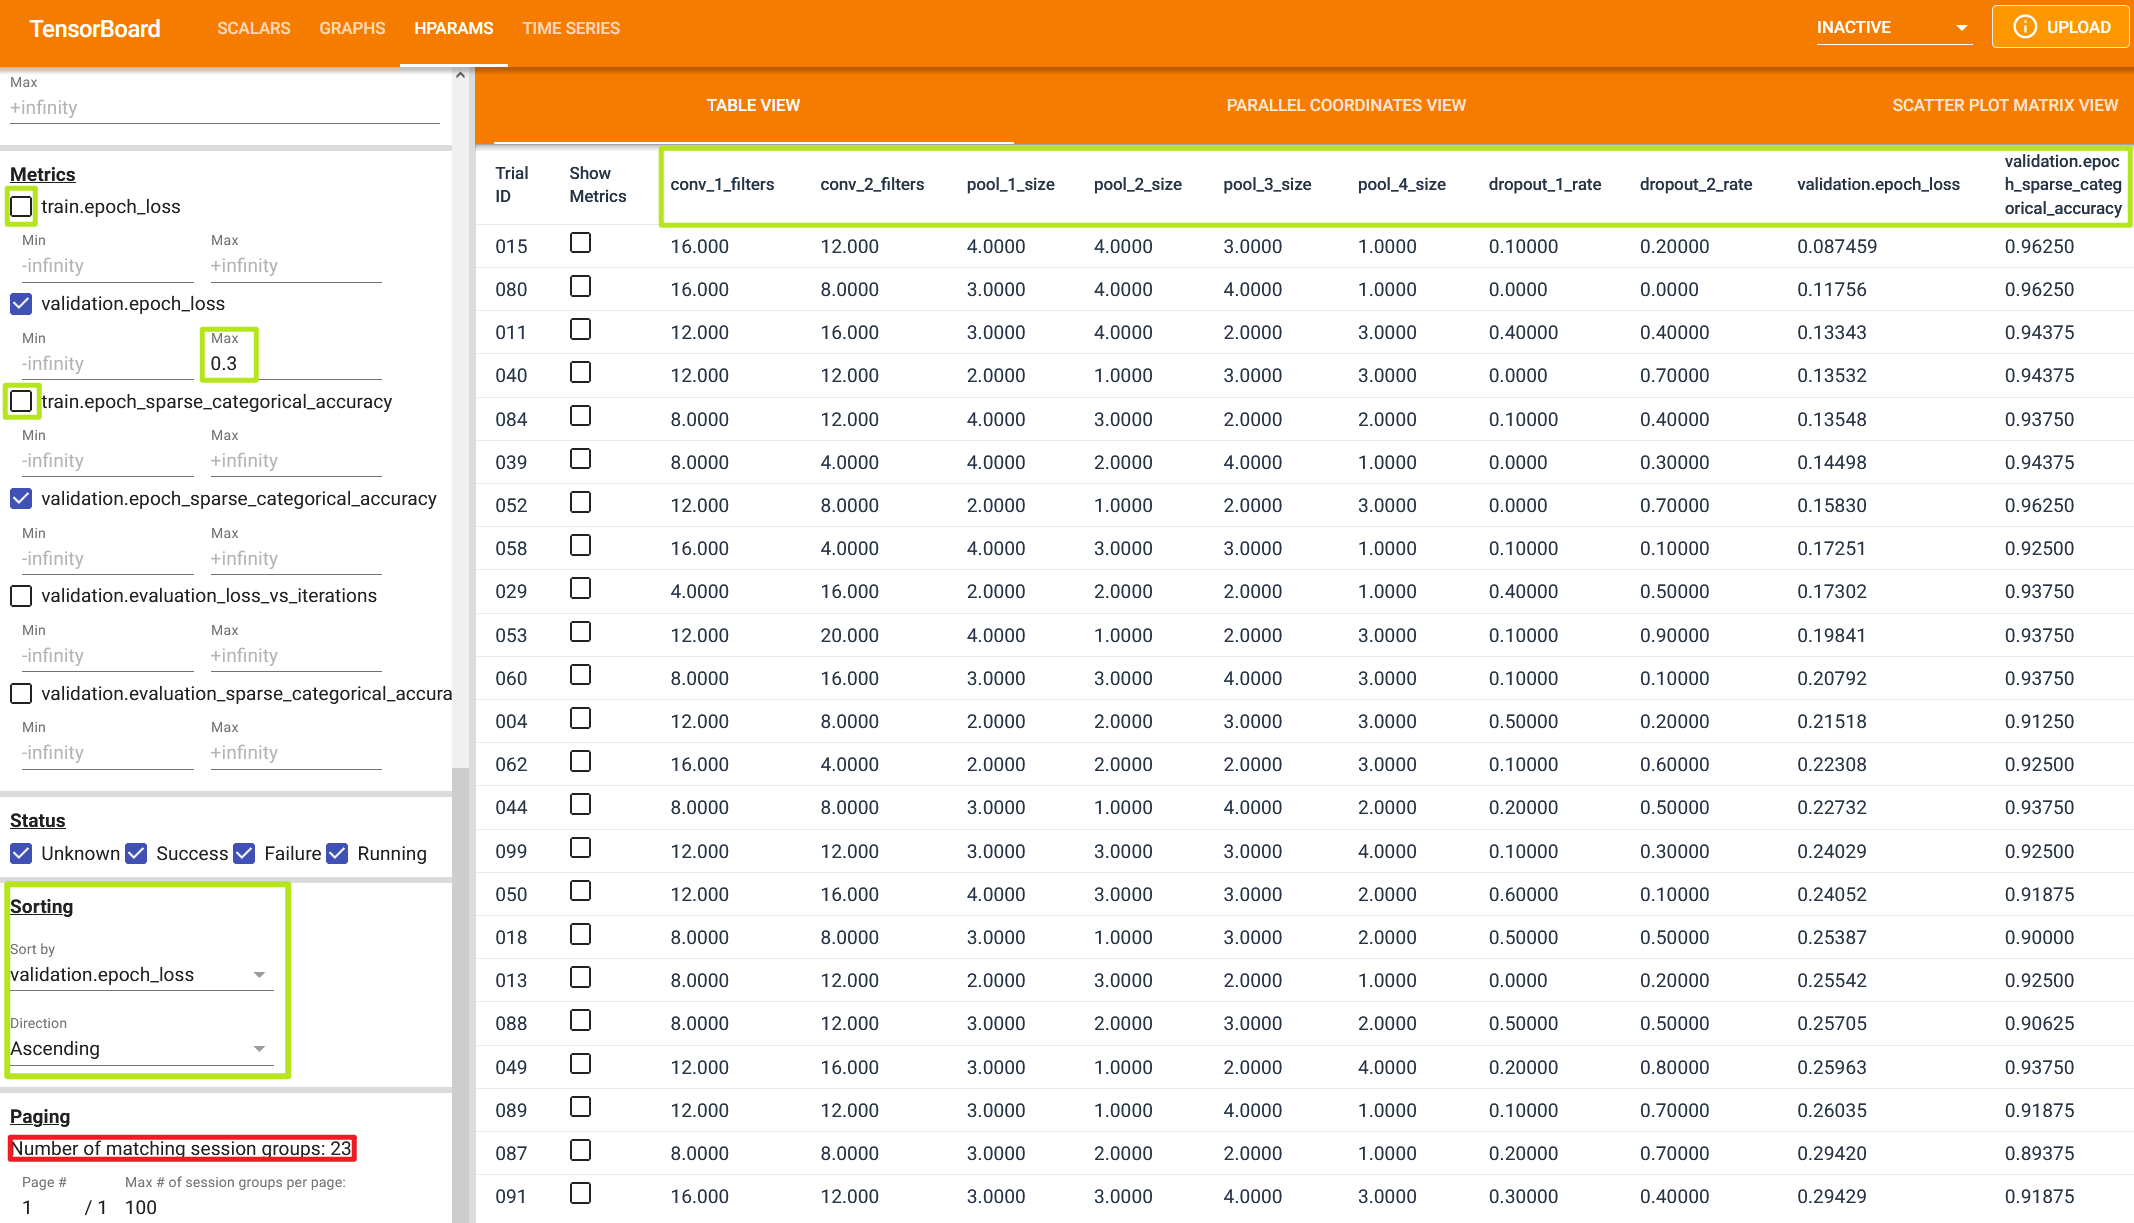 TensorBoard SCALARS GRAPHS HPARAMS TIME SERIES INACTIVE UPLOAD
Max
+infinity
Metrics
train.epoch_loss
Min Max
-infinity +infinity
validation.epoch_loss
Min Max
-infinity 0.3
train.epoch_sparse_categorical_accuracy
Min Max
-infinity +infinity
validation.epoch_sparse_categorical_accuracy
Min Max
-infinity +infinity
validation.evaluation_loss_vs_iterations
Min Max
-infinity +infinity
validation.evaluation_sparse_categorical_accura
Min Max
-infinity +infinity
Status
Unknown Success Failure Running
Sorting
Sort by
validation.epoch_loss
Direction
Ascending
Paging
Number of matching session groups: 23
Page # Max # of session groups per page:
1 / 1 100
TABLE VIEW PARALLEL COORDINATES VIEW SCATTER PLOT MATRIX VIEW
Trial ID Show Metrics conv_1_filters conv_2_filters pool_1_size pool_2_size pool_3_size pool_4_size dropout_1_rate dropout_2_rate validation.epoch_loss validation.epoc
h_sparse_categ
orical_accuracy
015 16.000 12.000 4.0000 4.0000 3.0000 1.0000 0.10000 0.20000 0.087459 0.96250
080 16.000 8.0000 3.0000 4.0000 4.0000 1.0000 0.0000 0.0000 0.11756 0.96250
011 12.000 16.000 3.0000 4.0000 2.0000 3.0000 0.40000 0.40000 0.13343 0.94375
040 12.000 12.000 2.0000 1.0000 3.0000 3.0000 0.0000 0.70000 0.13532 0.94375
084 8.0000 12.000 4.0000 3.0000 2.0000 2.0000 0.10000 0.40000 0.13548 0.93750
039 8.0000 4.0000 4.0000 2.0000 4.0000 1.0000 0.0000 0.30000 0.14498 0.94375
052 12.000 8.0000 2.0000 1.0000 2.0000 3.0000 0.0000 0.70000 0.15830 0.96250
058 16.000 4.0000 4.0000 3.0000 3.0000 1.0000 0.10000 0.10000 0.17251 0.92500
029 4.0000 16.000 2.0000 2.0000 2.0000 1.0000 0.40000 0.50000 0.17302 0.93750
053 12.000 20.000 4.0000 1.0000 2.0000 3.0000 0.10000 0.90000 0.19841 0.93750
060 8.0000 16.000 3.0000 3.0000 4.0000 3.0000 0.10000 0.10000 0.20792 0.93750
004 12.000 8.0000 2.0000 2.0000 3.0000 3.0000 0.50000 0.20000 0.21518 0.91250
062 16.000 4.0000 2.0000 2.0000 2.0000 3.0000 0.10000 0.60000 0.22308 0.92500
044 8.0000 8.0000 3.0000 1.0000 4.0000 2.0000 0.20000 0.50000 0.22732 0.93750
099 12.000 12.000 3.0000 3.0000 3.0000 4.0000 0.10000 0.30000 0.24029 0.92500
050 12.000 16.000 4.0000 3.0000 3.0000 2.0000 0.60000 0.10000 0.24052 0.91875
018 8.0000 8.0000 3.0000 1.0000 3.0000 2.0000 0.50000 0.50000 0.25387 0.90000
013 8.0000 12.000 2.0000 3.0000 2.0000 1.0000 0.0000 0.20000 0.25542 0.92500
088 8.0000 12.000 3.0000 2.0000 3.0000 2.0000 0.50000 0.50000 0.25705 0.90625
049 12.000 16.000 3.0000 1.0000 2.0000 4.0000 0.20000 0.80000 0.25963 0.93750
089 12.000 12.000 3.0000 1.0000 4.0000 1.0000 0.10000 0.70000 0.26035 0.91875
087 8.0000 8.0000 3.0000 2.0000 2.0000 1.0000 0.20000 0.70000 0.29420 0.89375
091 16.000 12.000 3.0000 3.0000 4.0000 3.0000 0.30000 0.40000 0.29429 0.91875